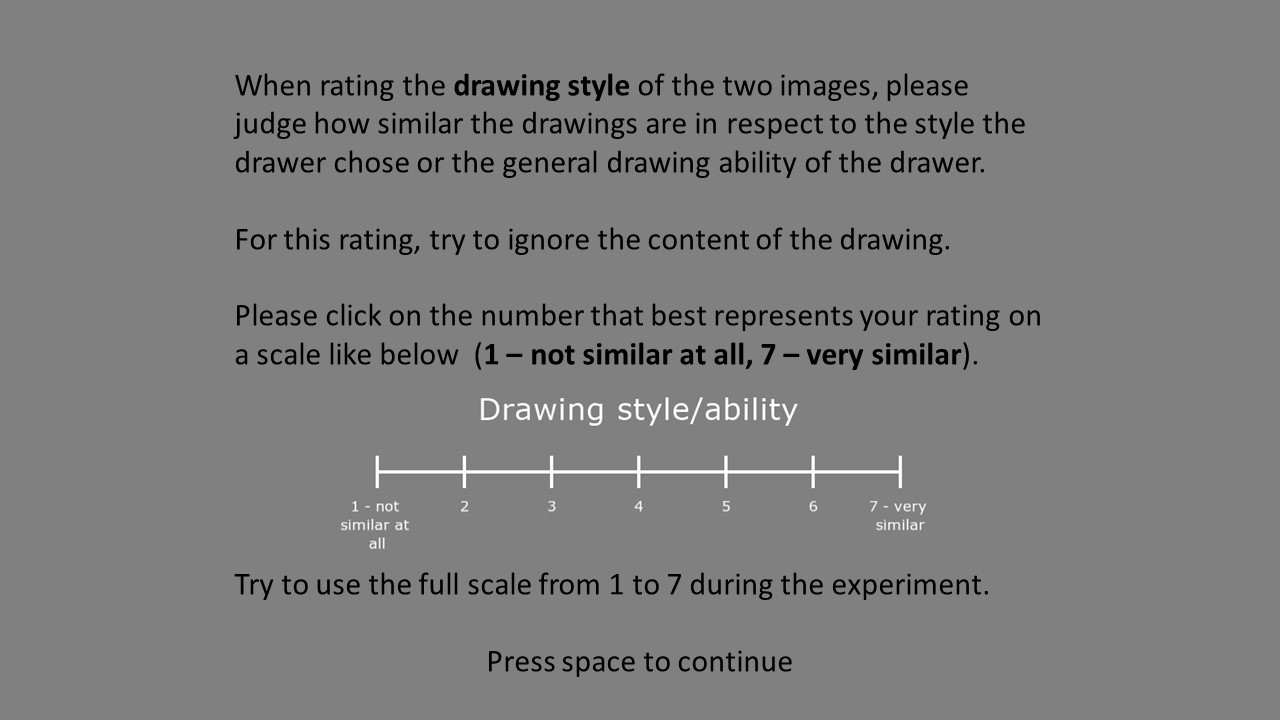 When rating the drawing style of the two images, please
judge how similar the drawings are in respect to the style the
drawer chose or the general drawing ability of the drawer.
For this rating, try to ignore the content of the drawing.
Please click on the number that best represents your rating on
a scale like below (1 – not similar at all, 7 – very similar).
Drawing style/ability
1 - not similar at all
2
3
4
5
6
7 - very similar
Try to use the full scale from 1 to 7 during the experiment.
Press space to continue